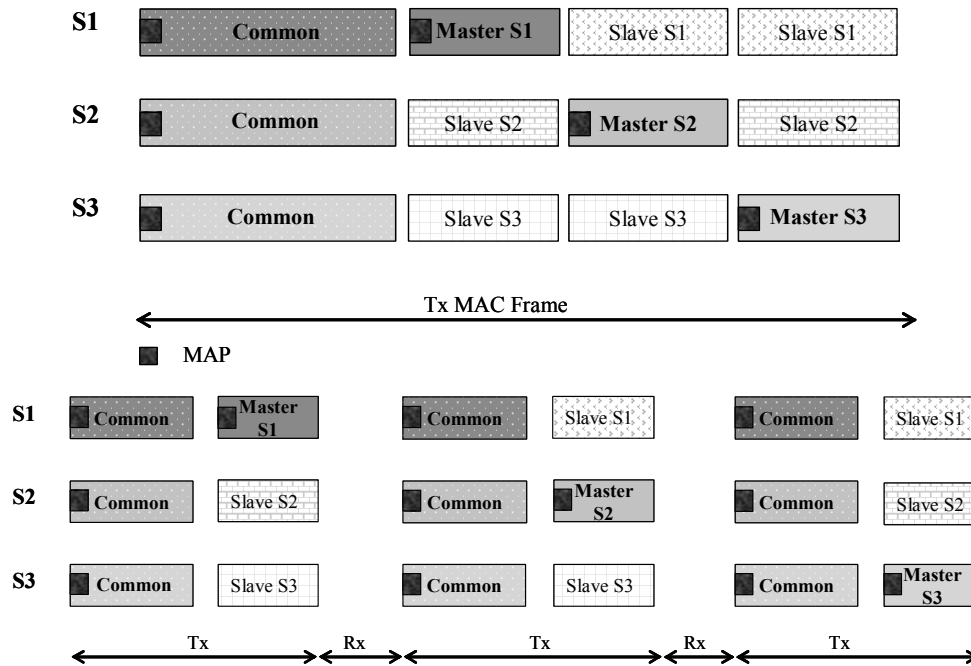 S1 Common Master S1 Slave S1 Slave S1
S2 Common Slave S2 Master S2 Slave S2
S3 Common Slave S3 Slave S3 Master S3
Tx MAC Frame
MAP
S1 Common Master S1 Common Slave S1 Common Slave S1
S2 Common Slave S2 Common Master S2 Common Slave S2
S3 Common Slave S3 Common Slave S3 Common Master S3
Tx Rx Tx Rx Tx